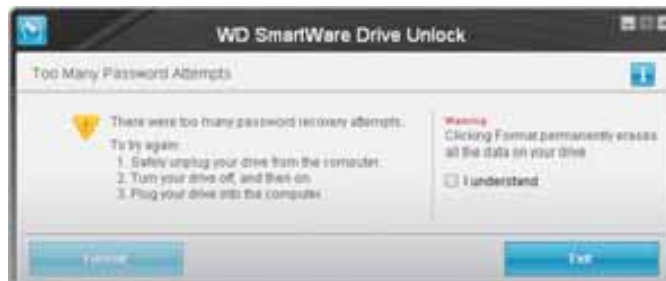 WD SmartWare Drive Unlock
Too Many Password Attempts
There were too many password recovery attempts.
To try again:
1. Safely unplug your drive from the computer.
2. Turn your drive off, and then on.
3. Plug your drive into the computer.
Warning
Clicking Format permanently erases
all the data on your drive
I understand
Format
Exit